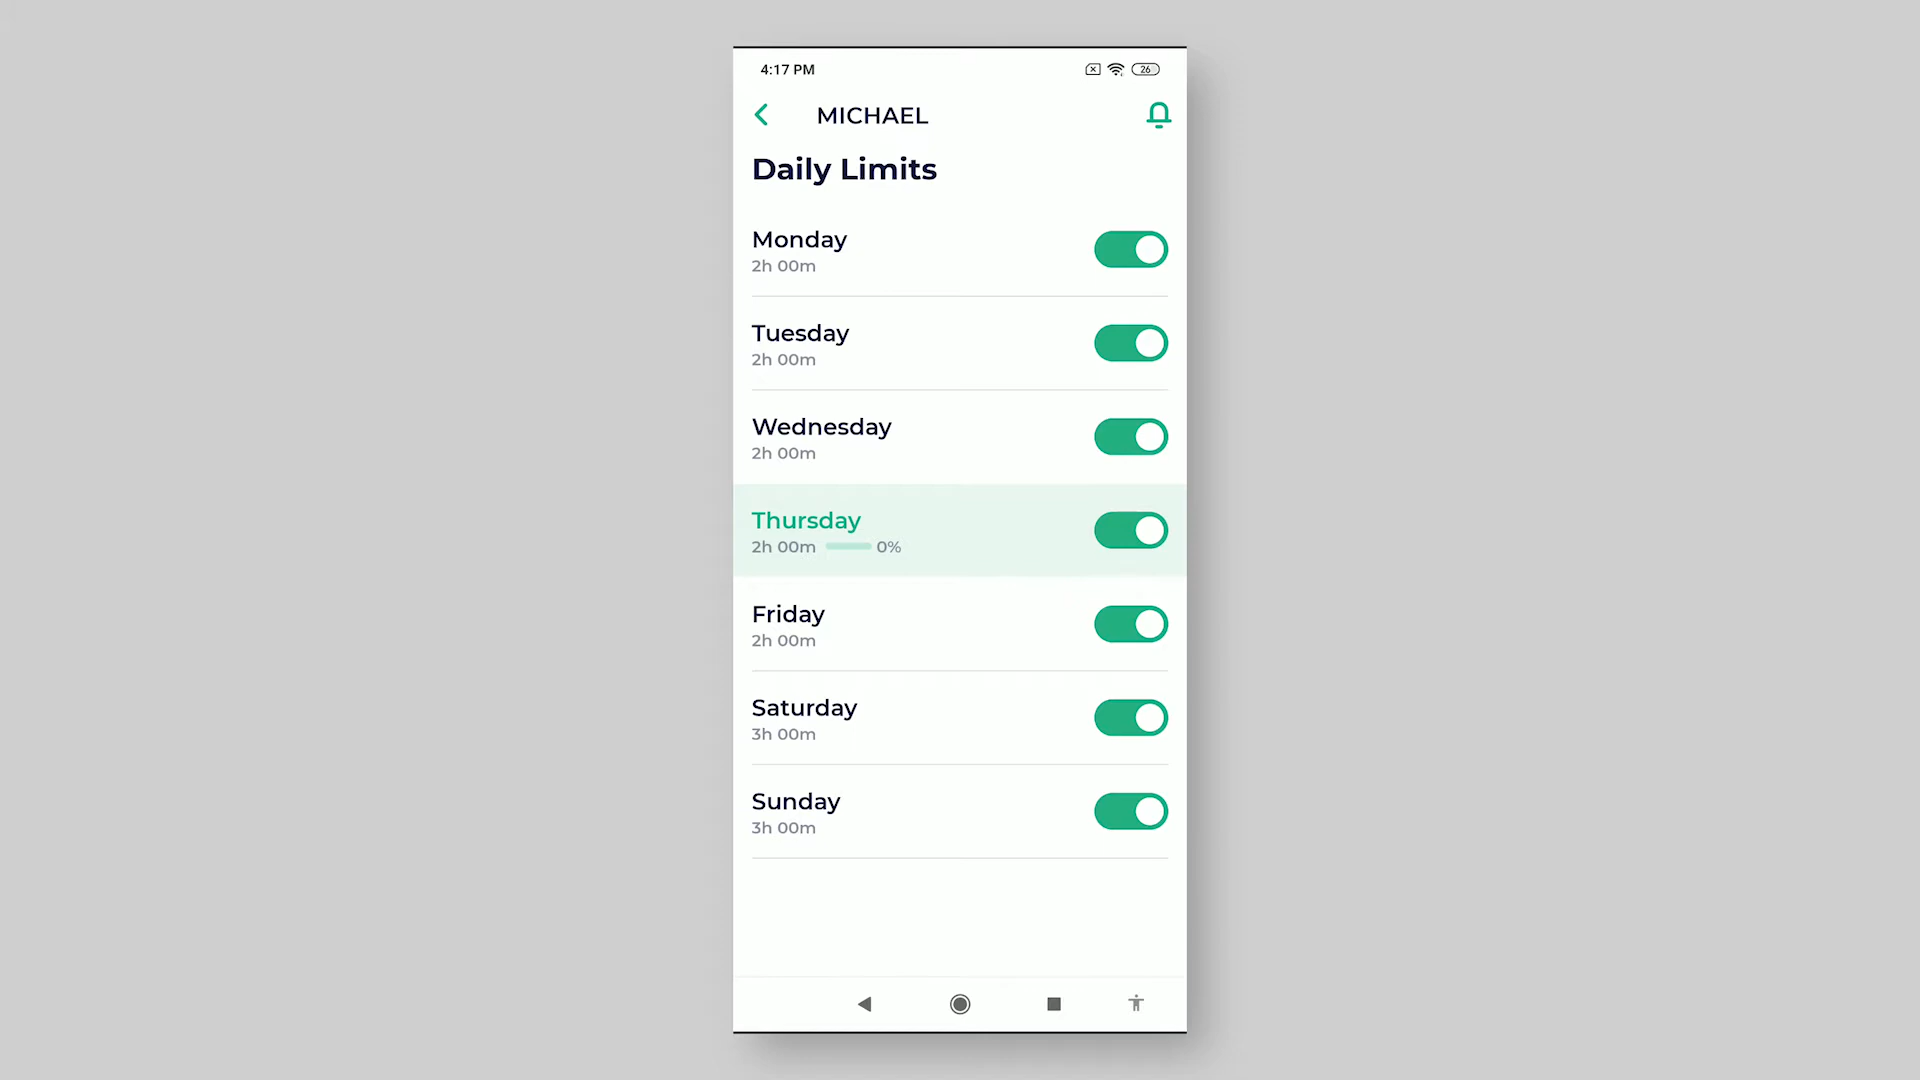 4:17 PM 26
MICHAEL
Daily Limits
Monday
2h 00m
Tuesday
2h 00m
Wednesday
2h 00m
Thursday
2h 00m 0%
Friday
2h 00m
Saturday
3h 00m
Sunday
3h 00m